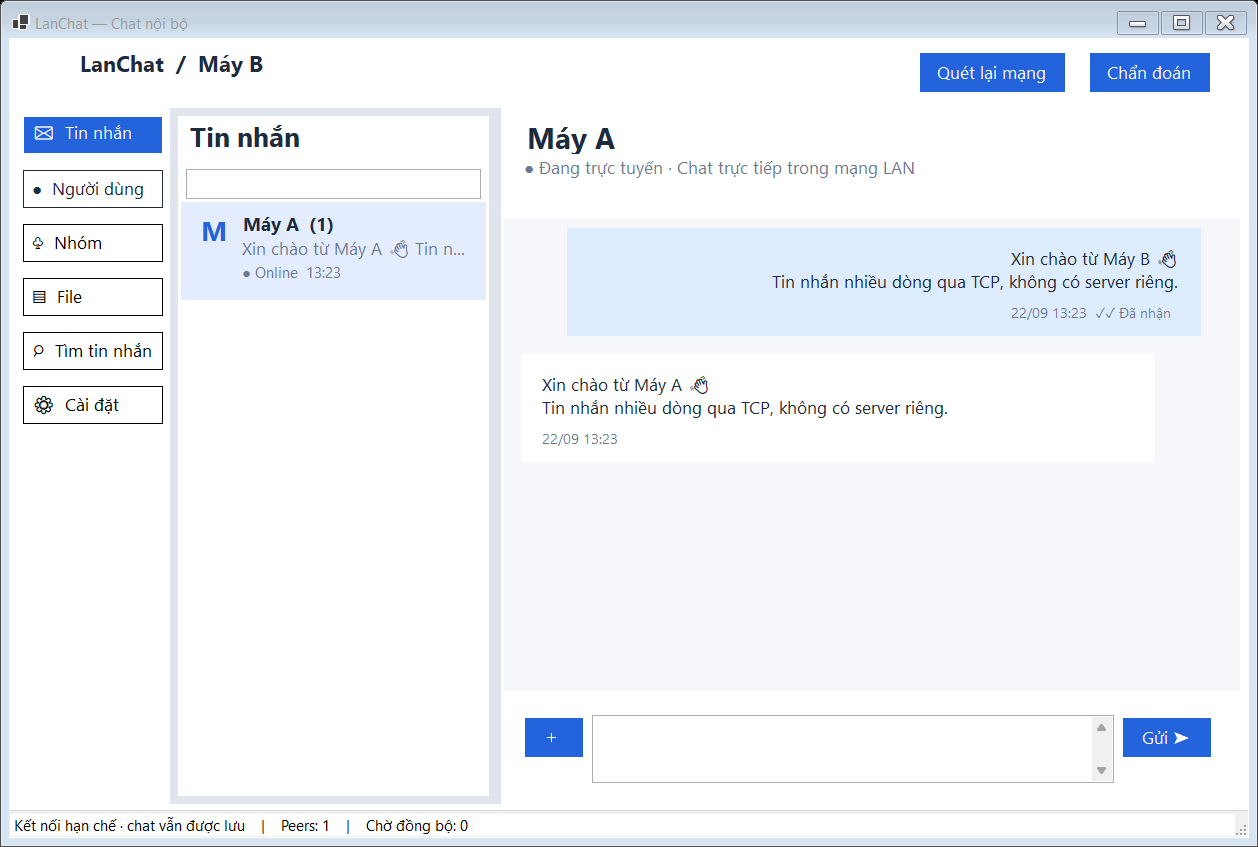 LanChat — Chat nội bộ
LanChat / Máy B
Quét lại mạng
Chẩn đoán
Tin nhắn
Người dùng
Nhóm
File
Tìm tin nhắn
Cài đặt
Tin nhắn
M
Máy A (1)
Xin chào từ Máy A 👋 Tin n...
● Online 13:23
Máy A
● Đang trực tuyến · Chat trực tiếp trong mạng LAN
Xin chào từ Máy B 👋
Tin nhắn nhiều dòng qua TCP, không có server riêng.
22/09 13:23 ✓✓ Đã nhận
Xin chào từ Máy A 👋
Tin nhắn nhiều dòng qua TCP, không có server riêng.
22/09 13:23
+
Gửi ➤
Kết nối hạn chế · chat vẫn được lưu | Peers: 1 | Chờ đồng bộ: 0